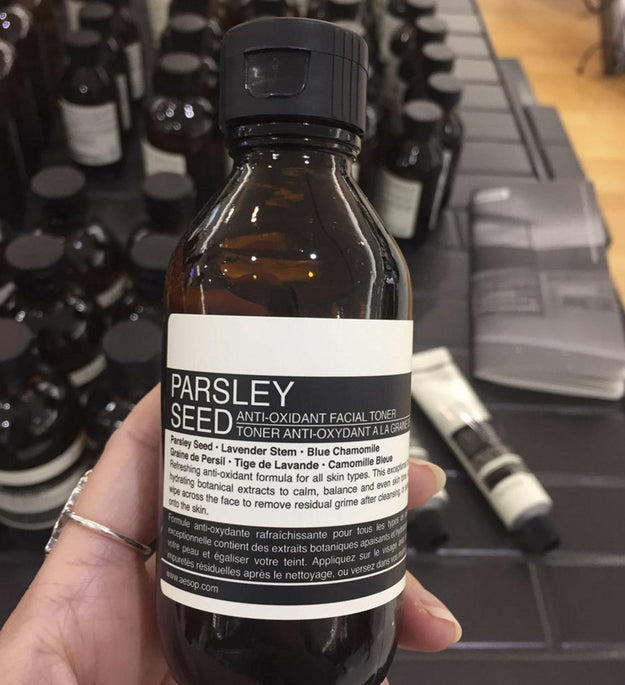 PARSLEY
SEED ANTI-OXIDANT FACIAL TONER
TONER ANTI-OXYDANT A LA GRAINE
Parsley Seed · Lavender Stem · Blue Chamomile
Graine de Persil · Tige de Lavande · Camomille Bleue
Refreshing anti-oxidant formula for all skin types. This exceptional
hydrating botanical extracts to calm, balance and even skin
wipe across the face to remove residual grime after cleansing,
onto the skin.
Formule anti-oxydante rafraichissante pour tous les types de
exceptionnelle contient des extraits botaniques apaisants et
votre peau et égaliser votre teint. Appliquez sur le visage
impuretés résiduelles après le nettoyage, ou versez dans
www.aesop.com